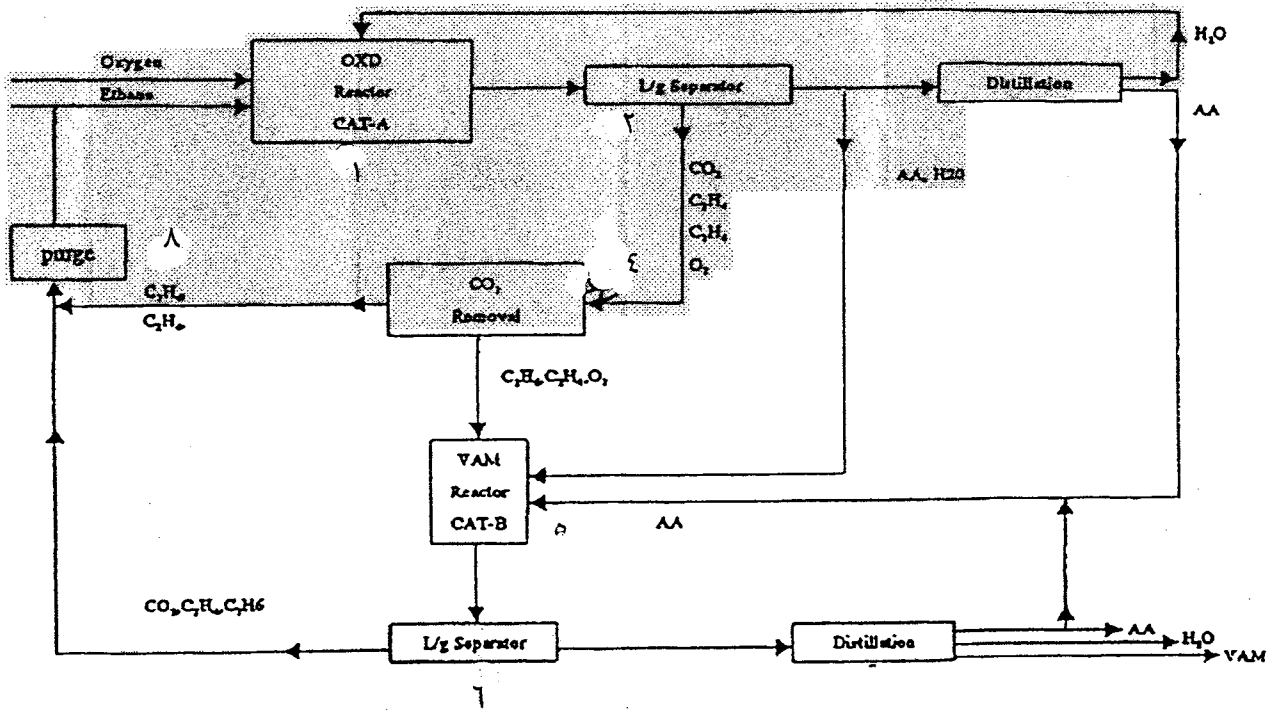 H₂O
Oxygen
Ethane
OXD
Reactor
CAT-A
١
L/g Separator
٢
Distillation
AA
AA, H20
CO₂
C₂H₄
C₂H₆
O₂
purge
٨
C₂H₆
C₂H₄
CO₂
Removal
٤
C₂H₆,C₂H₄,O₂
VAM
Reactor
CAT-B
٥
AA
CO₂,C₂H₄,C₂H6
L/g Separator
٦
Distillation
AA
H₂O
VAM